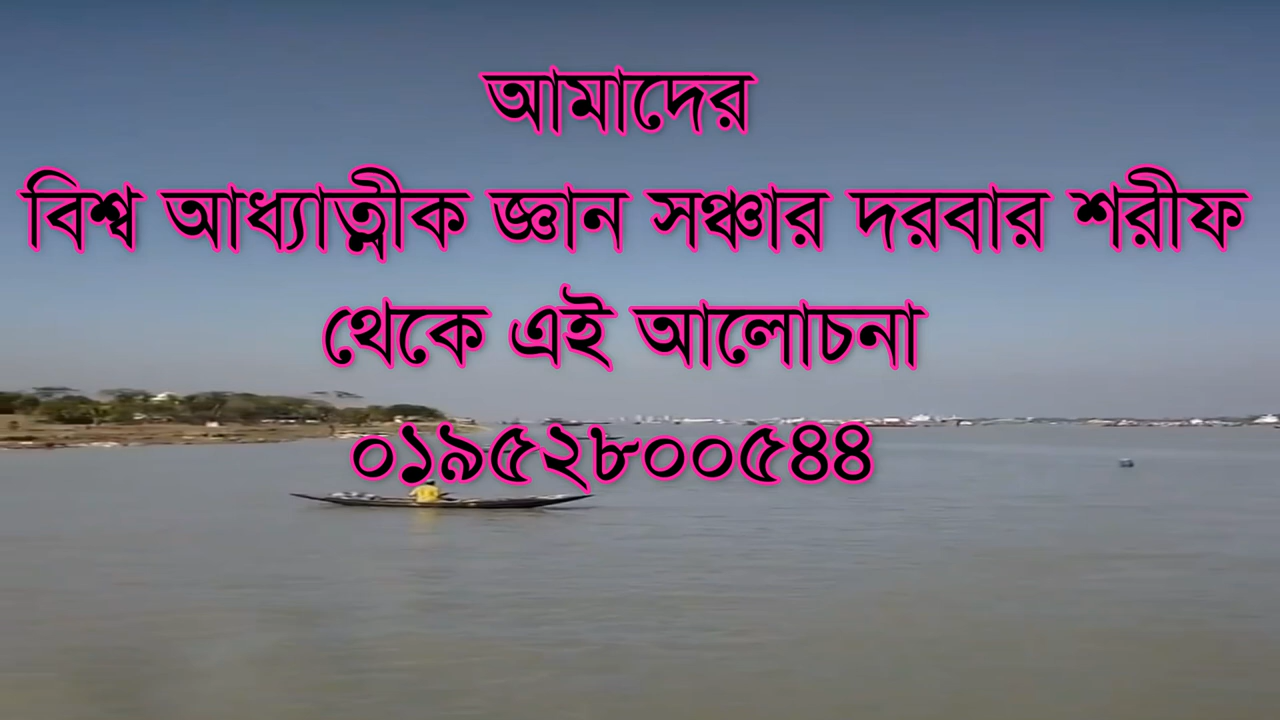 আমাদের
বিশ্ব আধ্যাত্নীক জ্ঞান সঞ্চার দরবার শরীফ
থেকে এই আলোচনা
০১৯৫২৮০০৫৪৪